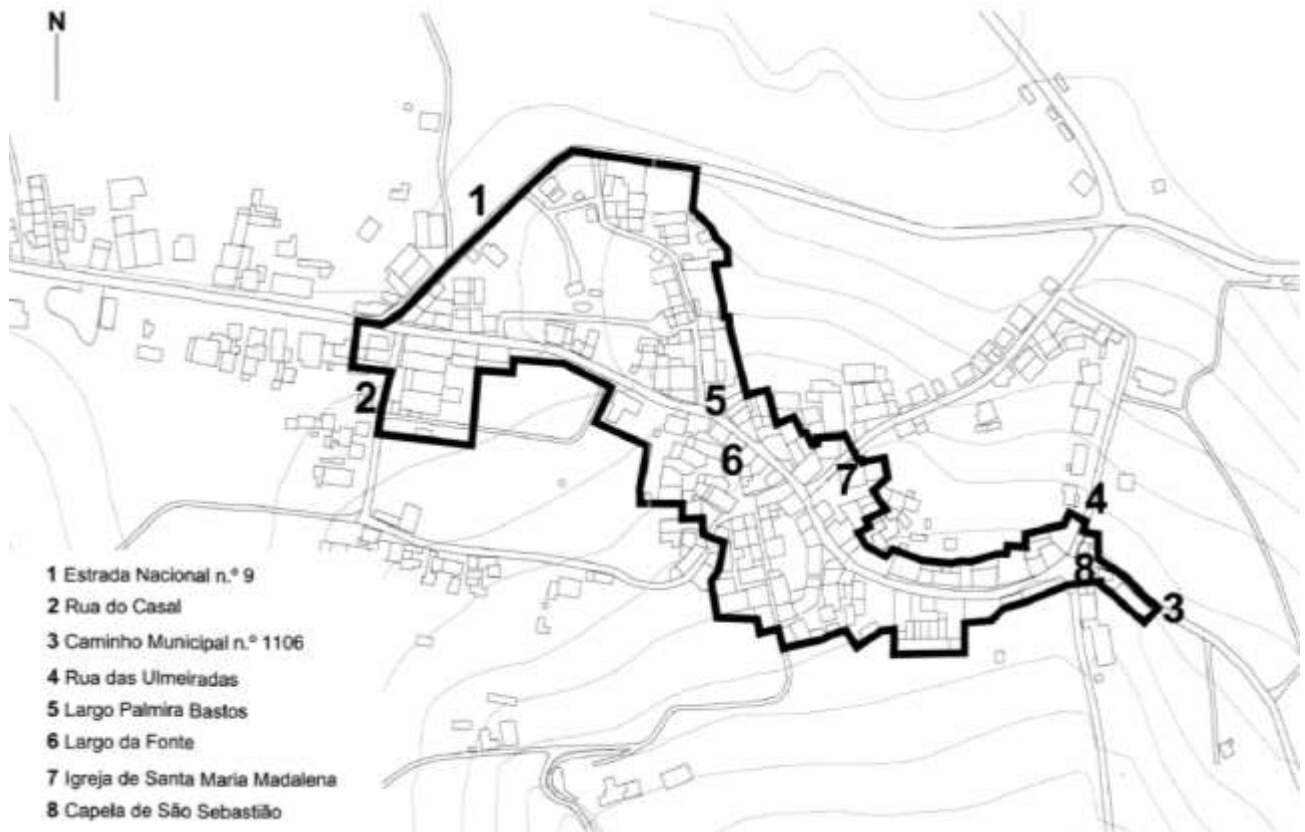 N
1
2
5
6
7
4
8
3
1 Estrada Nacional n.º 9
2 Rua do Casal
3 Caminho Municipal n.º 1106
4 Rua das Ulmeiradas
5 Largo Palmira Bastos
6 Largo da Fonte
7 Igreja de Santa Maria Madalena
8 Capela de São Sebastião